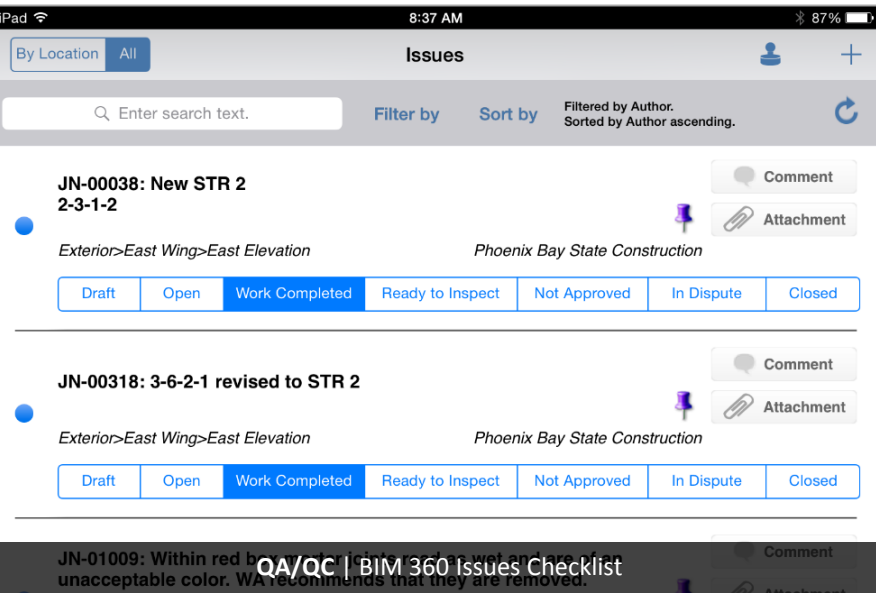 iPad 8:37 AM 87%
By Location All Issues
Enter search text. Filter by Sort by Filtered by Author.
Sorted by Author ascending.
JN-00038: New STR 2
2-3-1-2
Comment
Attachment
Exterior>East Wing>East Elevation Phoenix Bay State Construction
Draft Open Work Completed Ready to Inspect Not Approved In Dispute Closed
JN-00318: 3-6-2-1 revised to STR 2
Comment
Attachment
Exterior>East Wing>East Elevation Phoenix Bay State Construction
Draft Open Work Completed Ready to Inspect Not Approved In Dispute Closed
JN-01009: Within red box mortar joints read as wet and are of an
unacceptable color. WA recommends that they are removed.
Comment
Attachment
QA/QC | BIM 360 Issues Checklist